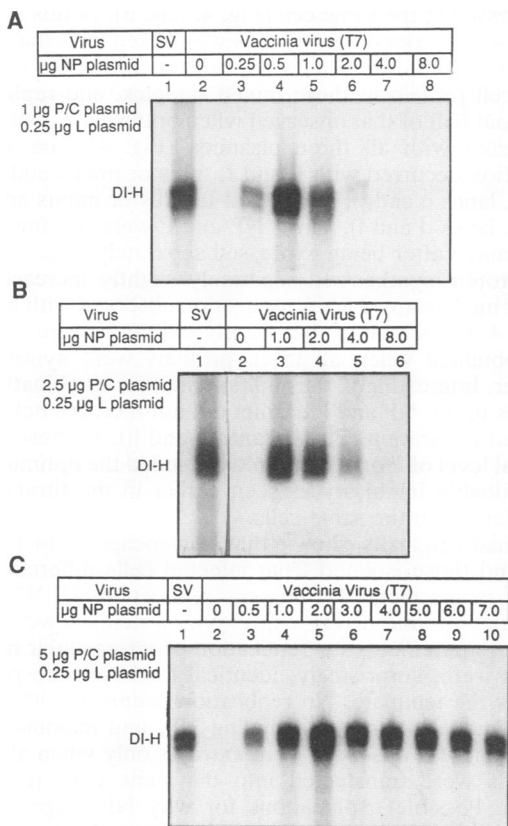 A
Virus SV Vaccinia virus (T7)
µg NP plasmid - 0 0.25 0.5 1.0 2.0 4.0 8.0
1 2 3 4 5 6 7 8
1 µg P/C plasmid
0.25 µg L plasmid
DI-H
B
Virus SV Vaccinia Virus (T7)
µg NP plasmid - 0 1.0 2.0 4.0 8.0
1 2 3 4 5 6
2.5 µg P/C plasmid
0.25 µg L plasmid
DI-H
C
Virus SV Vaccinia Virus (T7)
µg NP plasmid - 0 0.5 1.0 2.0 3.0 4.0 5.0 6.0 7.0
1 2 3 4 5 6 7 8 9 10
5 µg P/C plasmid
0.25 µg L plasmid
DI-H